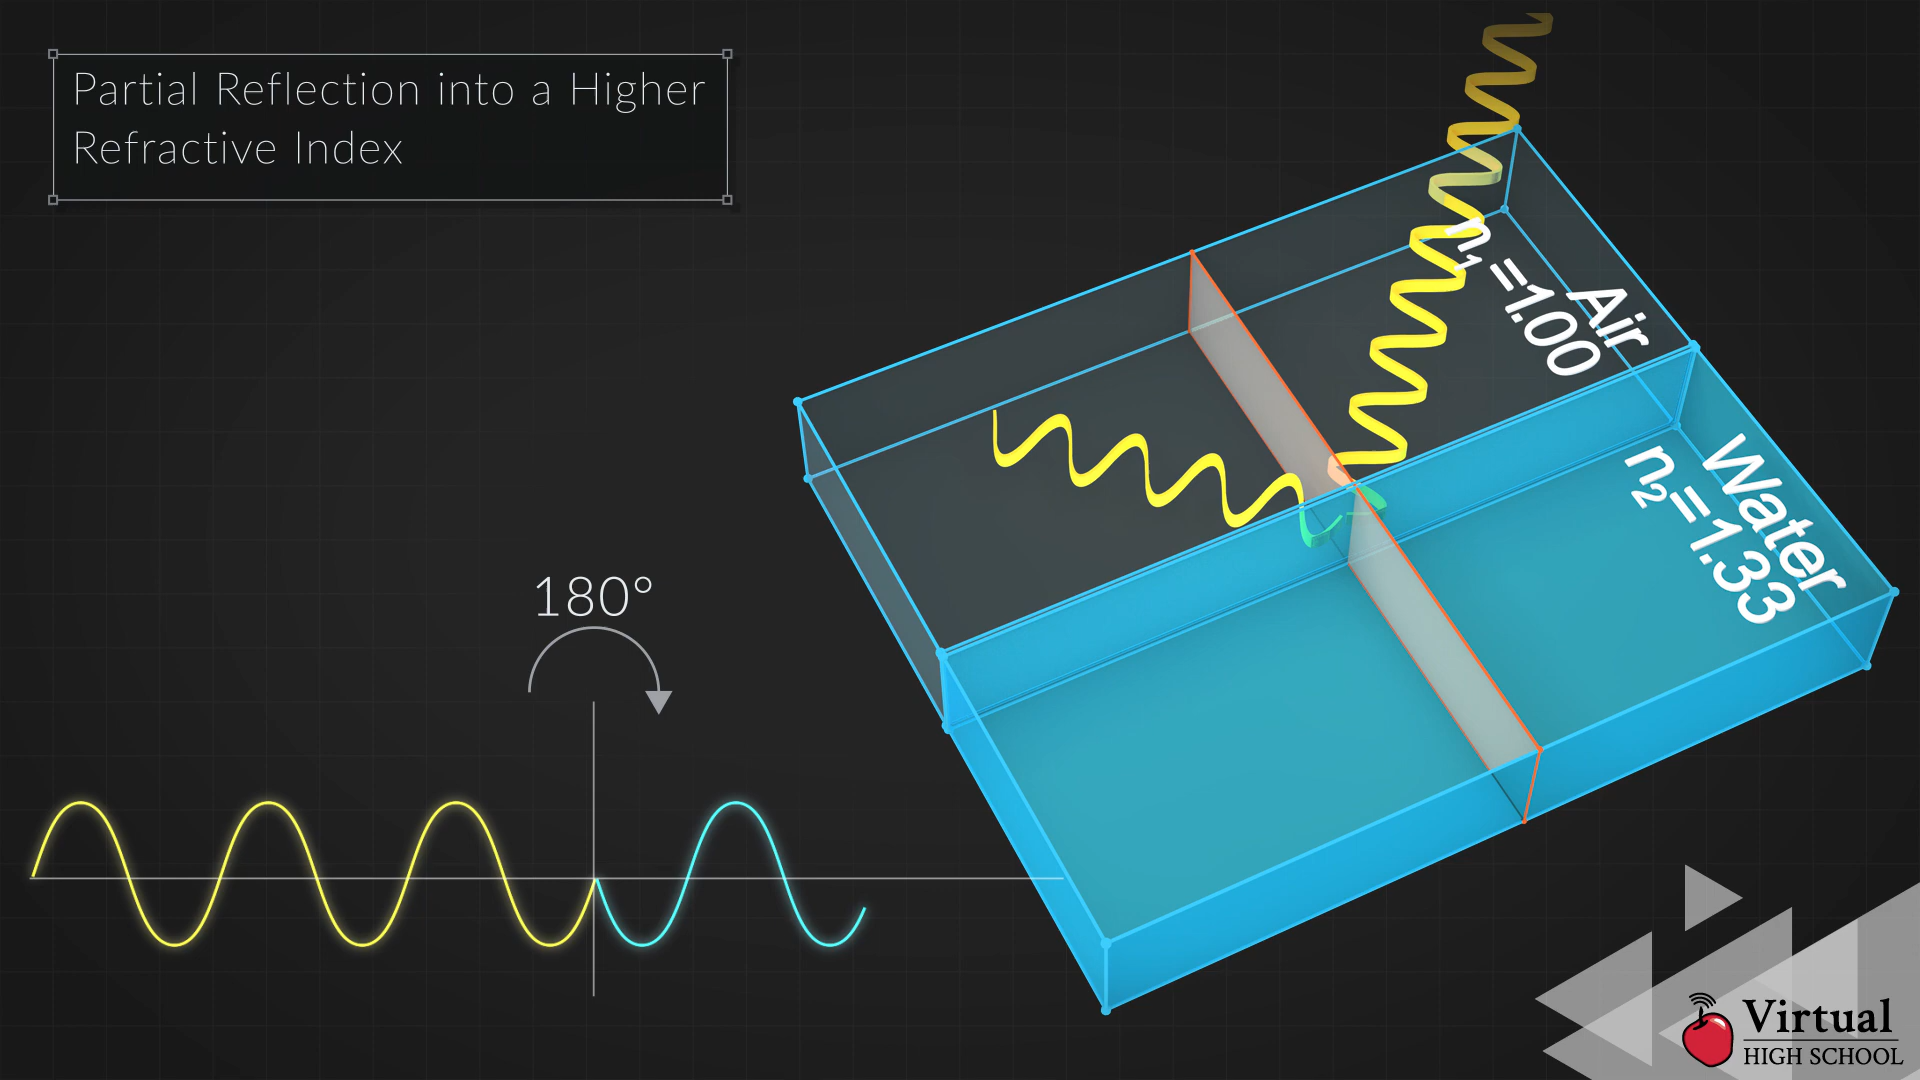 Partial Reflection into a Higher
Refractive Index
Air
n₁=1.00
Water
n₂=1.33
180°
Virtual
HIGH SCHOOL